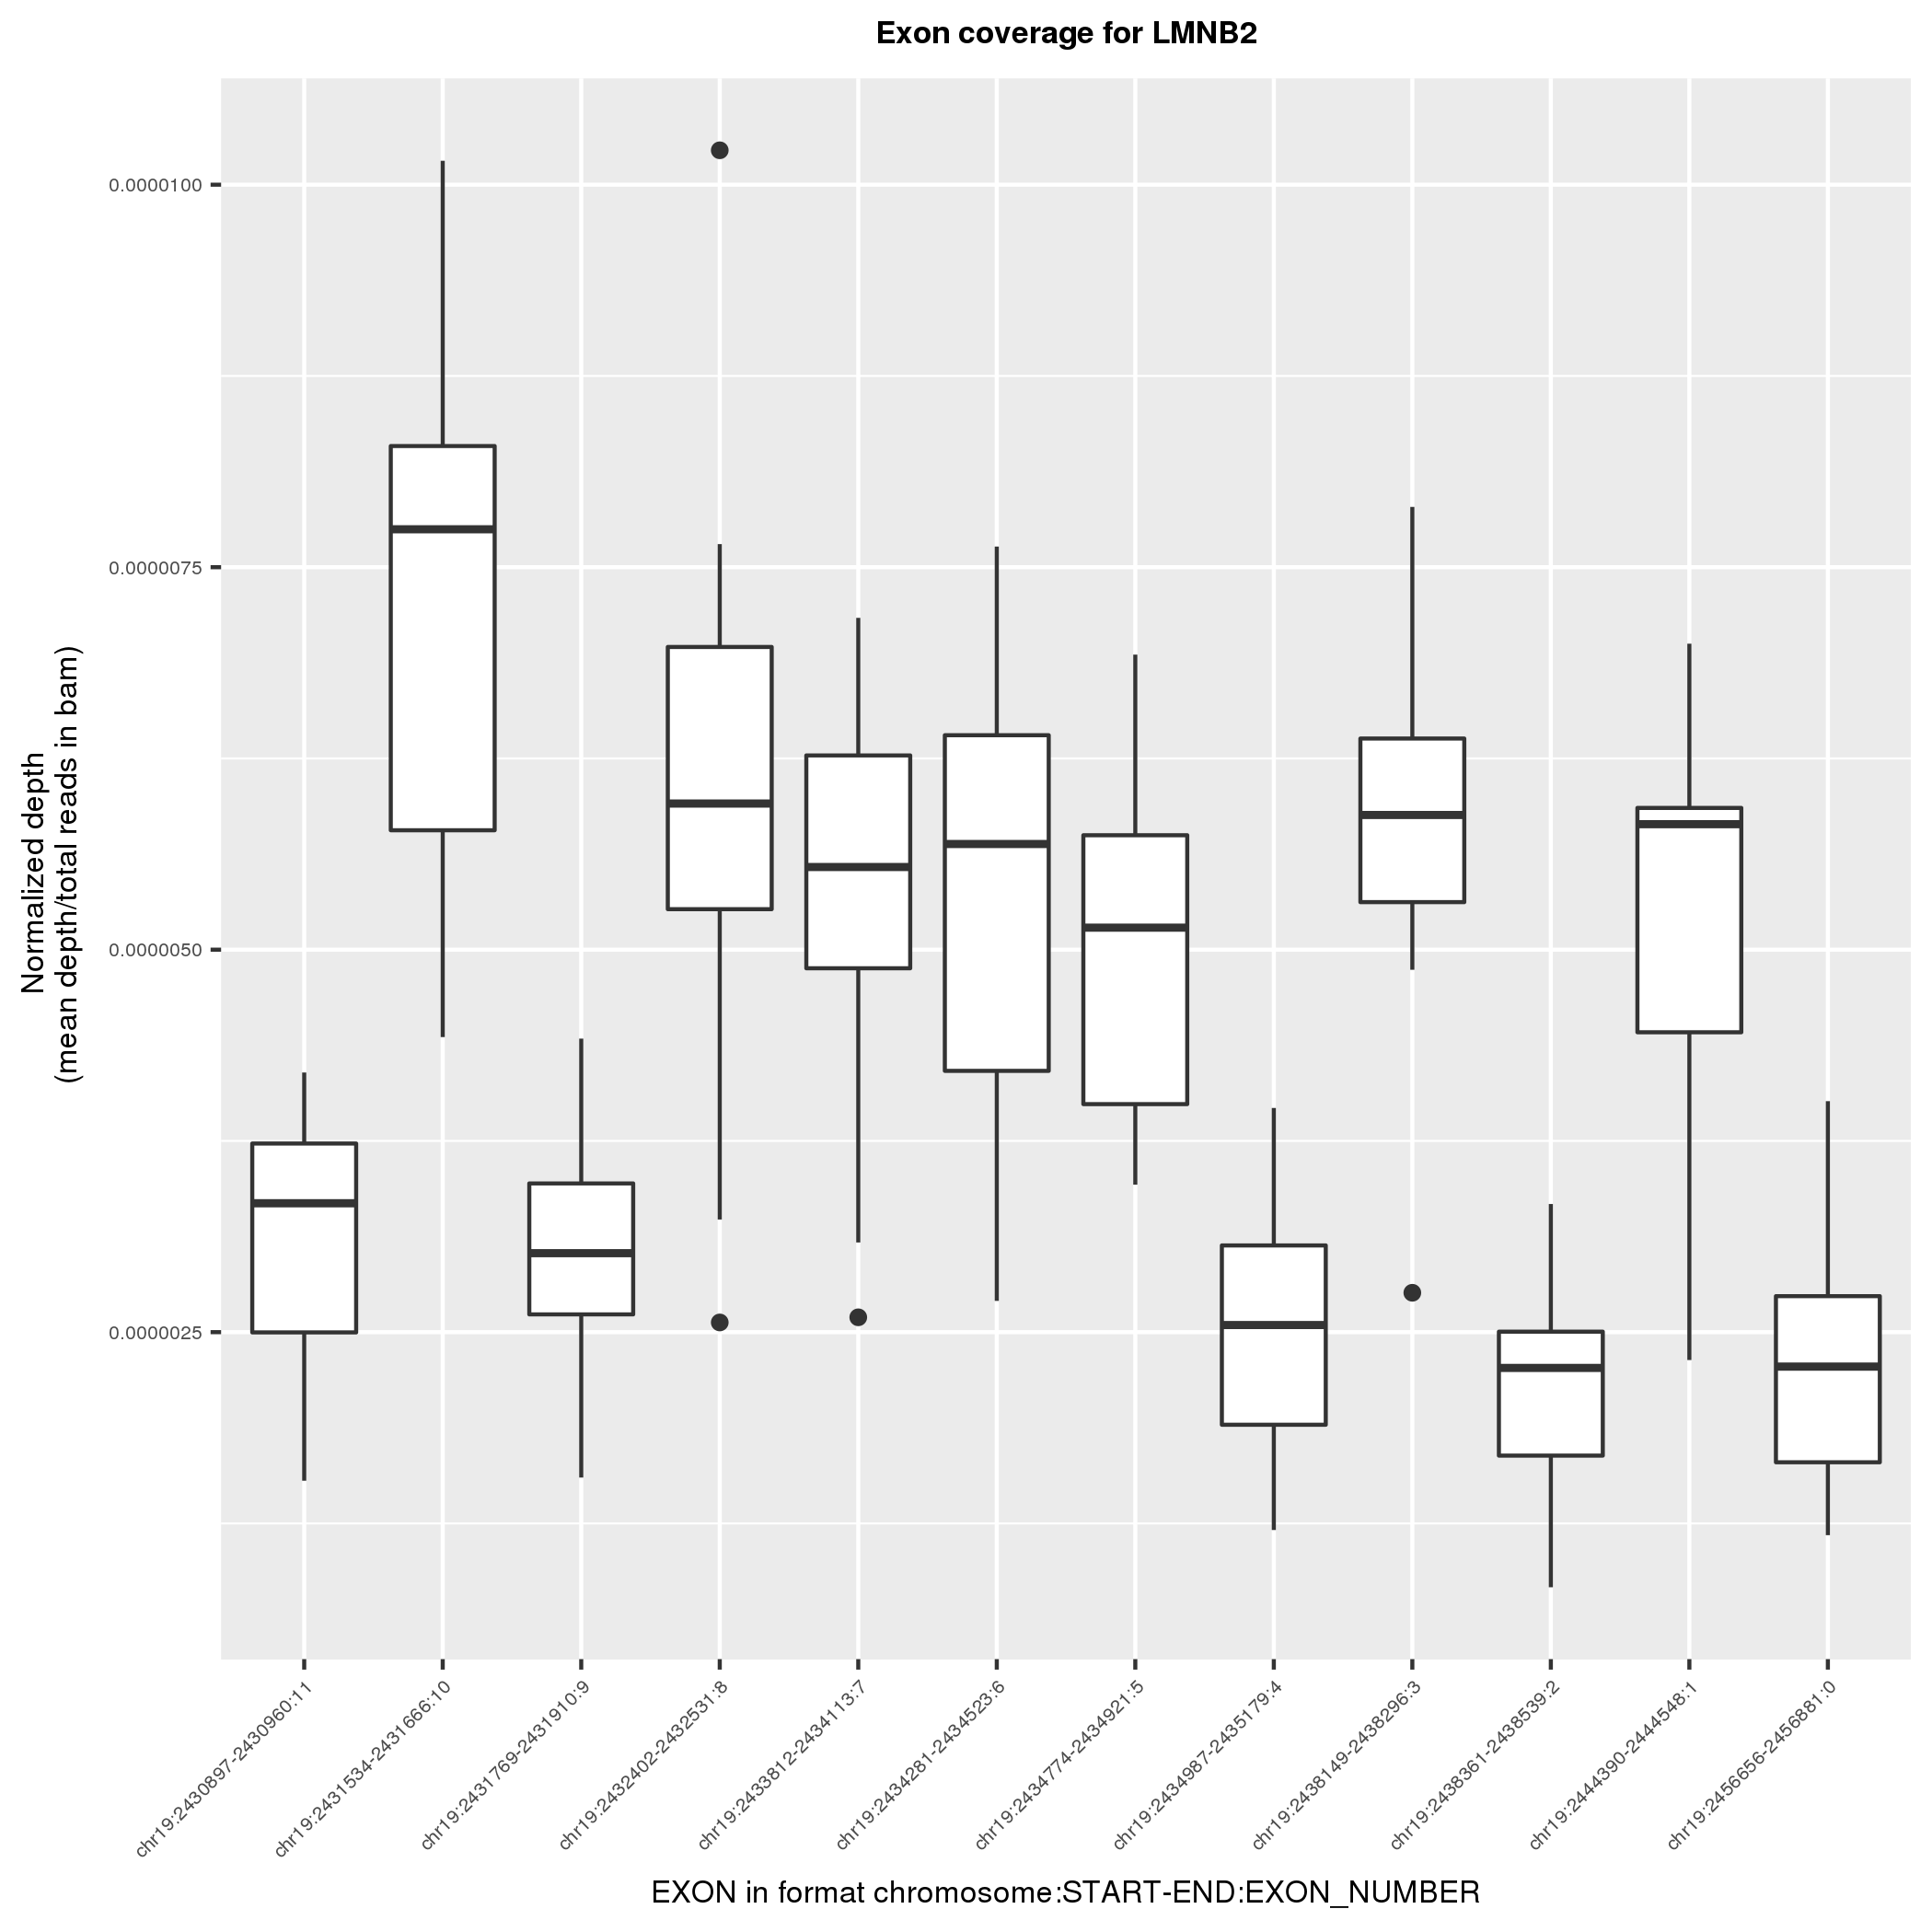 Exon coverage for LMNB2
Normalized depth
(mean depth/total reads in bam)
0.0000100
0.0000075
0.0000050
0.0000025
chr19:2430897-2430960:11
chr19:2431534-2431666:10
chr19:2431769-2431910:9
chr19:2432402-2432531:8
chr19:2433812-2434113:7
chr19:2434281-2434523:6
chr19:2434774-2434921:5
chr19:2434987-2435179:4
chr19:2438149-2438296:3
chr19:2438361-2438539:2
chr19:2444390-2444548:1
chr19:2456656-2456881:0
EXON in format chromosome:START-END:EXON_NUMBER